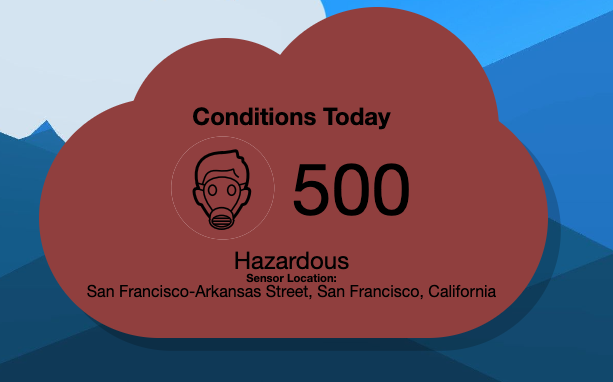 Conditions Today
500
Hazardous
Sensor Location:
San Francisco-Arkansas Street, San Francisco, California